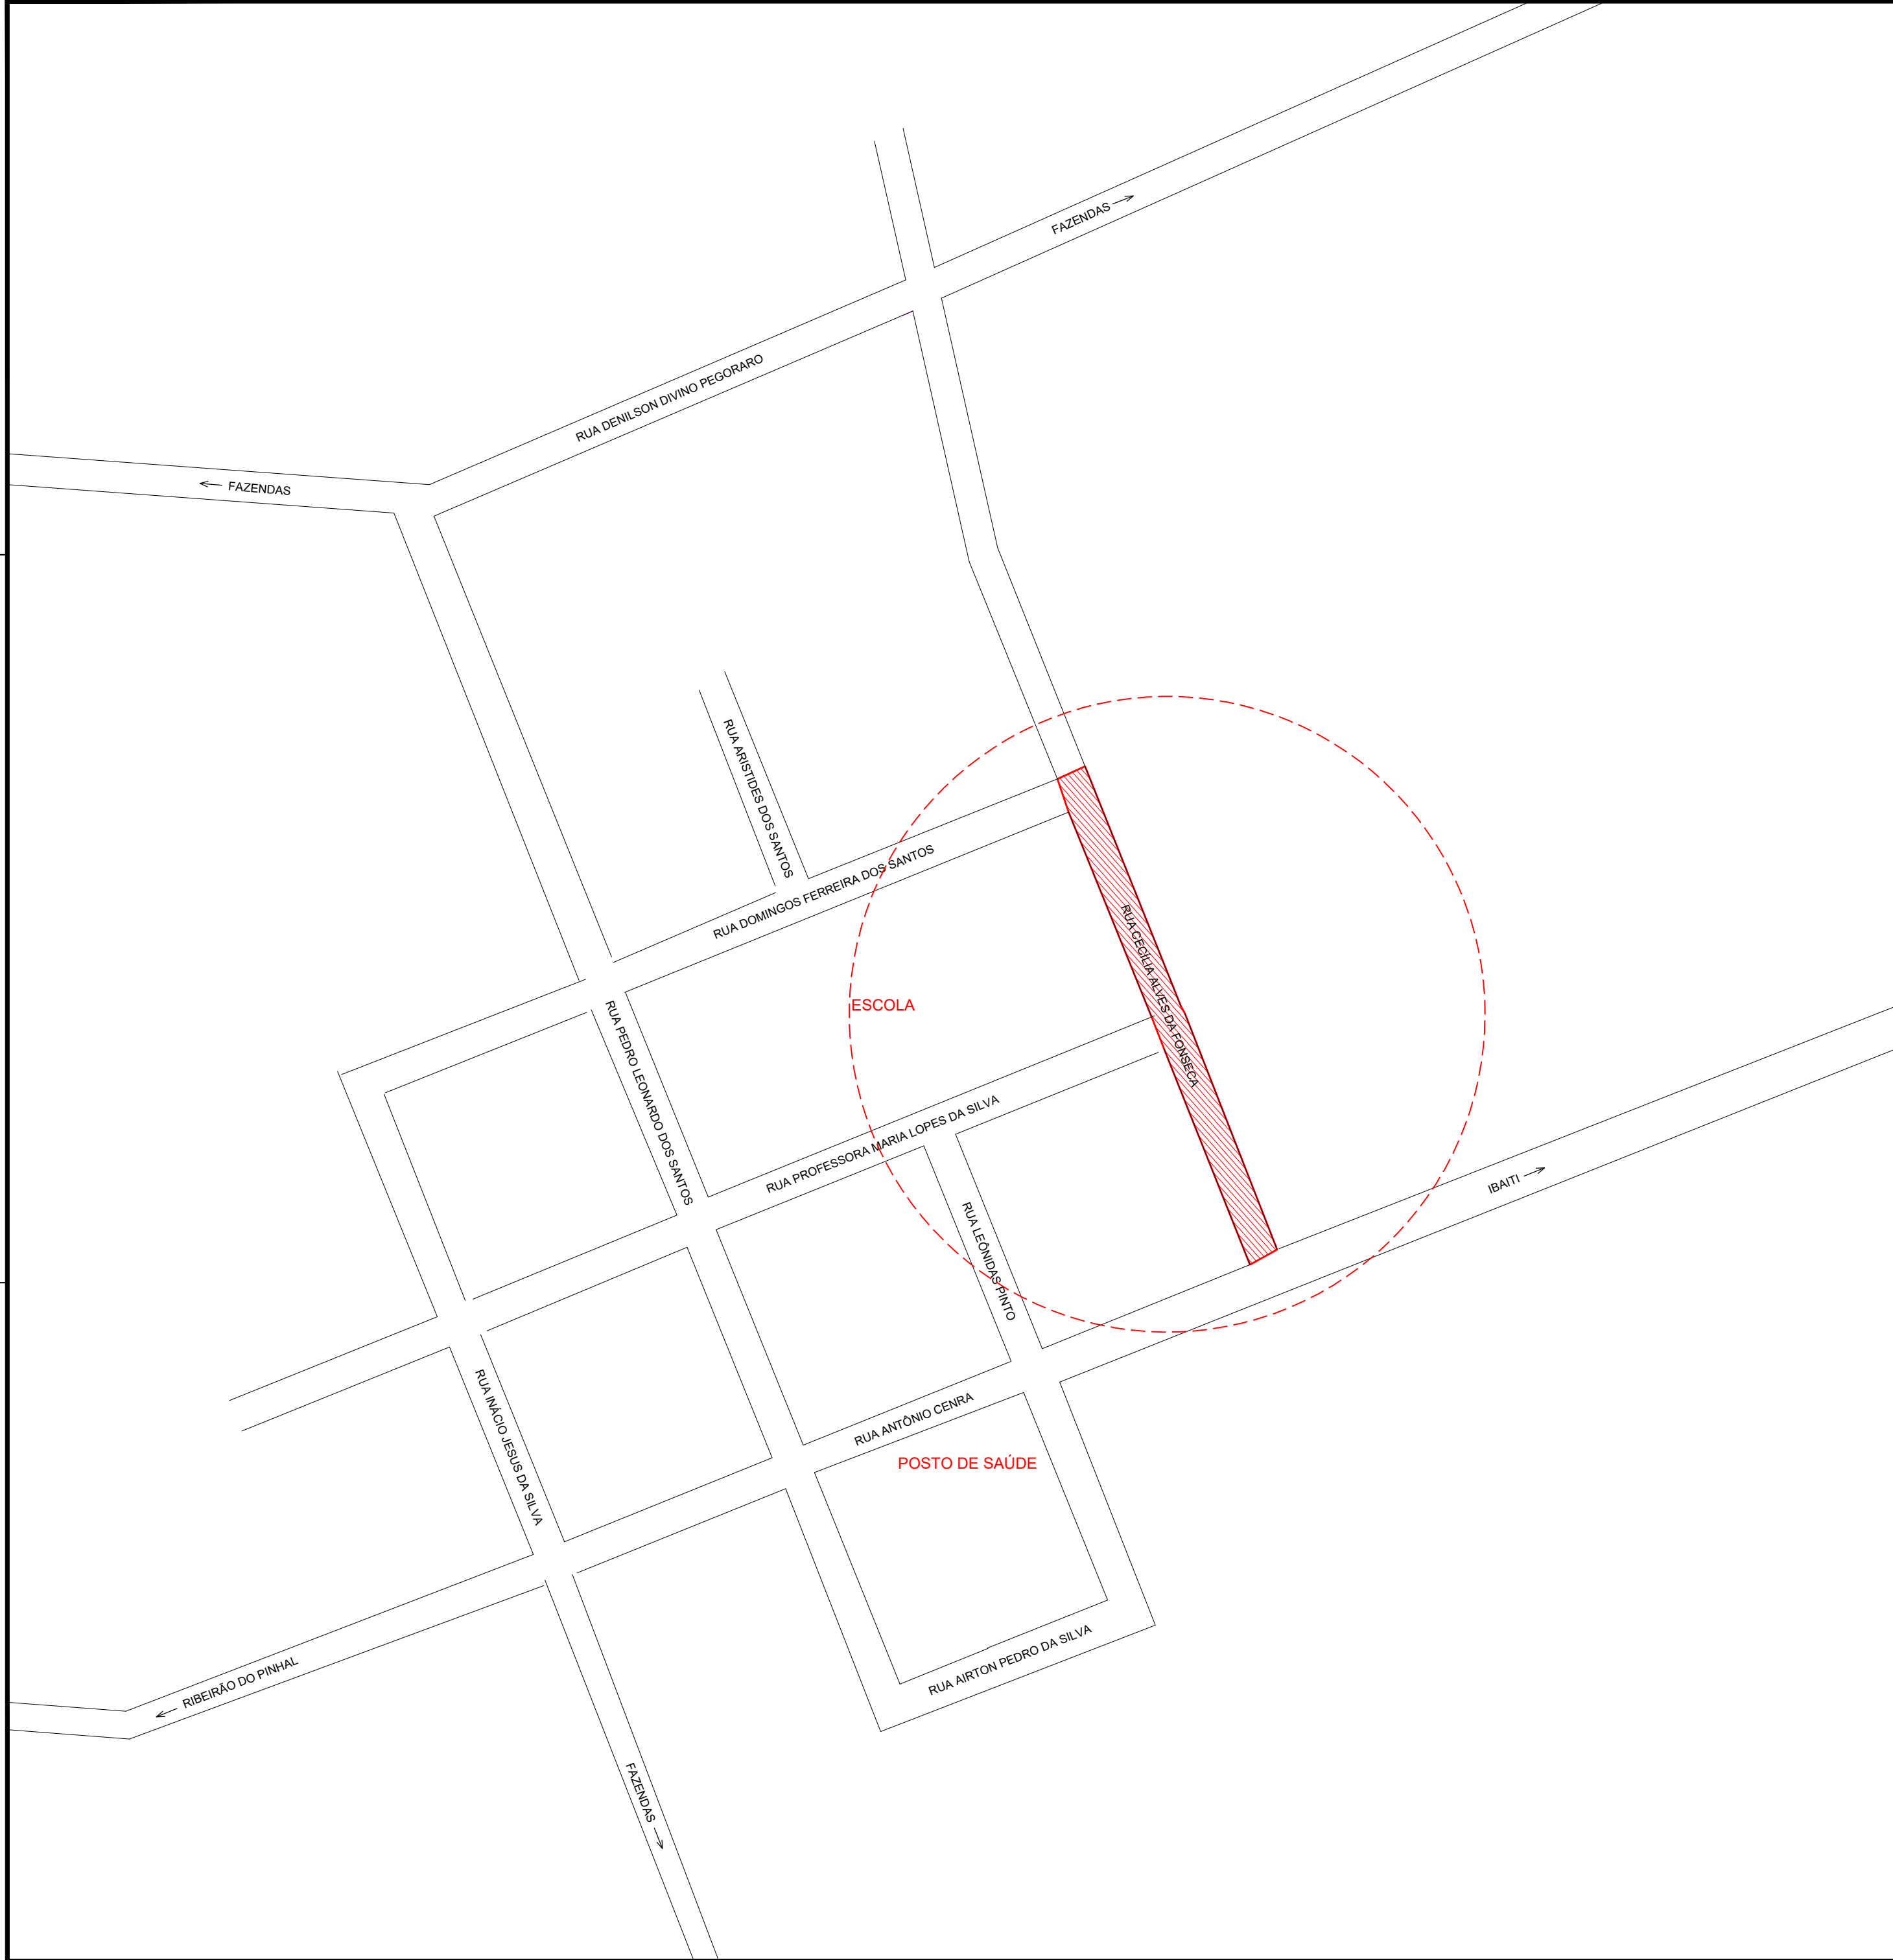 FAZENDAS
RUA DENILSON DIVINO PEGORARO
FAZENDAS
RUA ARISTIDES DOS SANTOS
RUA DOMINGOS FERREIRA DOS SANTOS
RUA CECÍLIA ALVES DA FONSECA
ESCOLA
RUA PEDRO LEONARDO DOS SANTOS
RUA PROFESSORA MARIA LOPES DA SILVA
IBAITI
RUA LEÔNIDAS PINTO
RUA INÁCIO JESUS DA SILVA
RUA ANTÔNIO CENRA
POSTO DE SAÚDE
RUA AIRTON PEDRO DA SILVA
RIBEIRÃO DO PINHAL
FAZENDAS